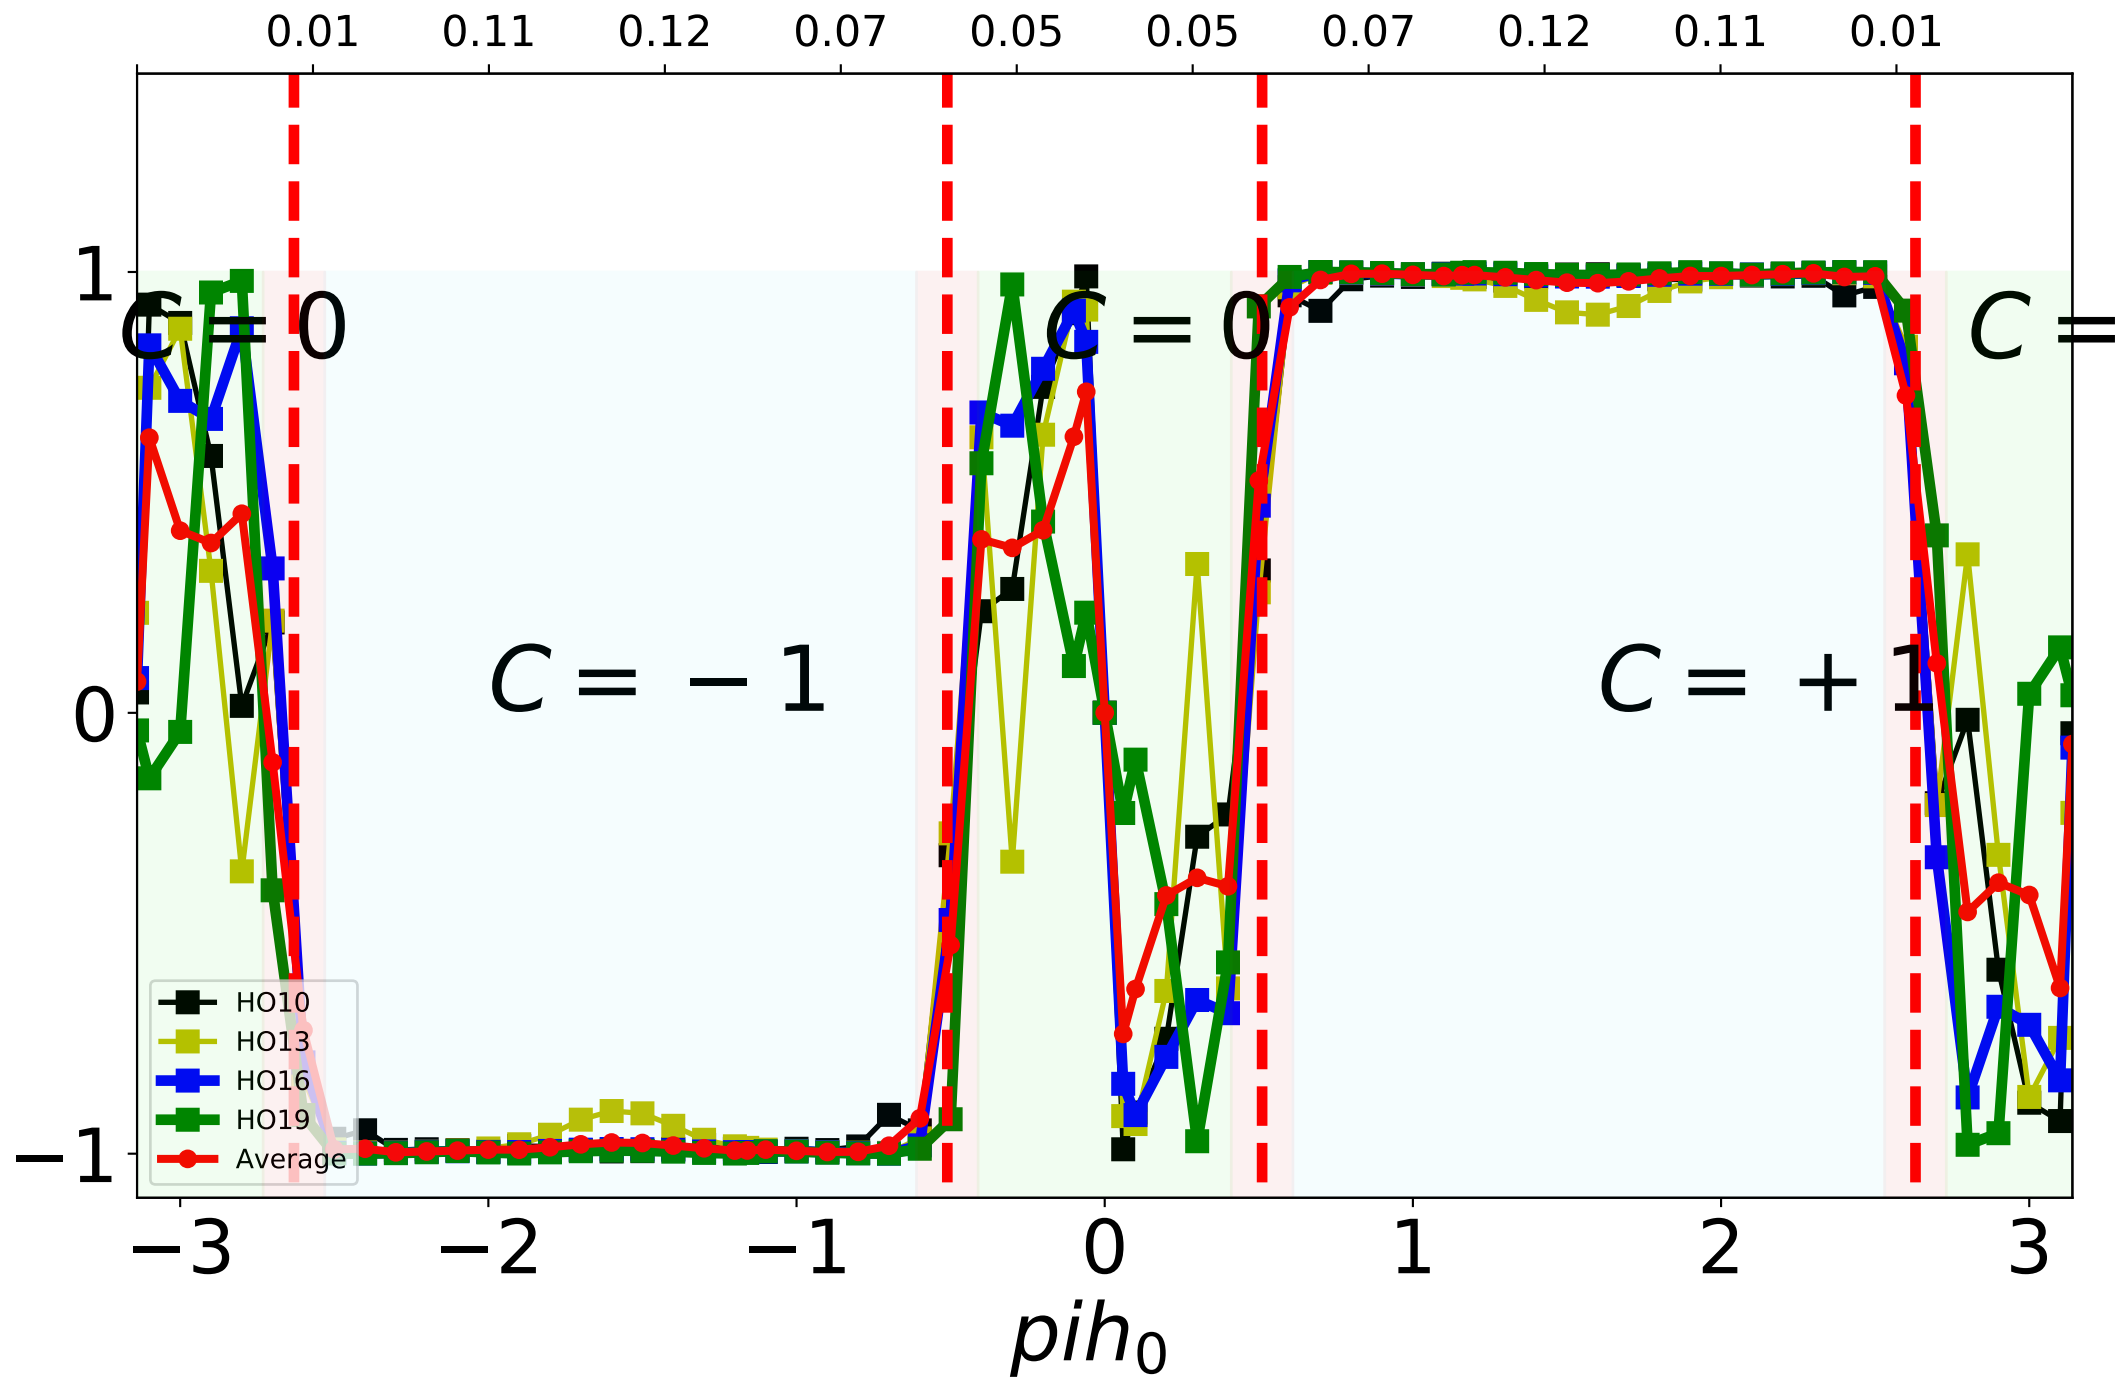 0.01 0.11 0.12 0.07 0.05 0.05 0.07 0.12 0.11 0.01
1
C = 0 C = 0 C =
C = −1 C = +1
0
HO10
HO13
HO16
HO19
Average
−1
−3 −2 −1 0 1 2 3
pih₀